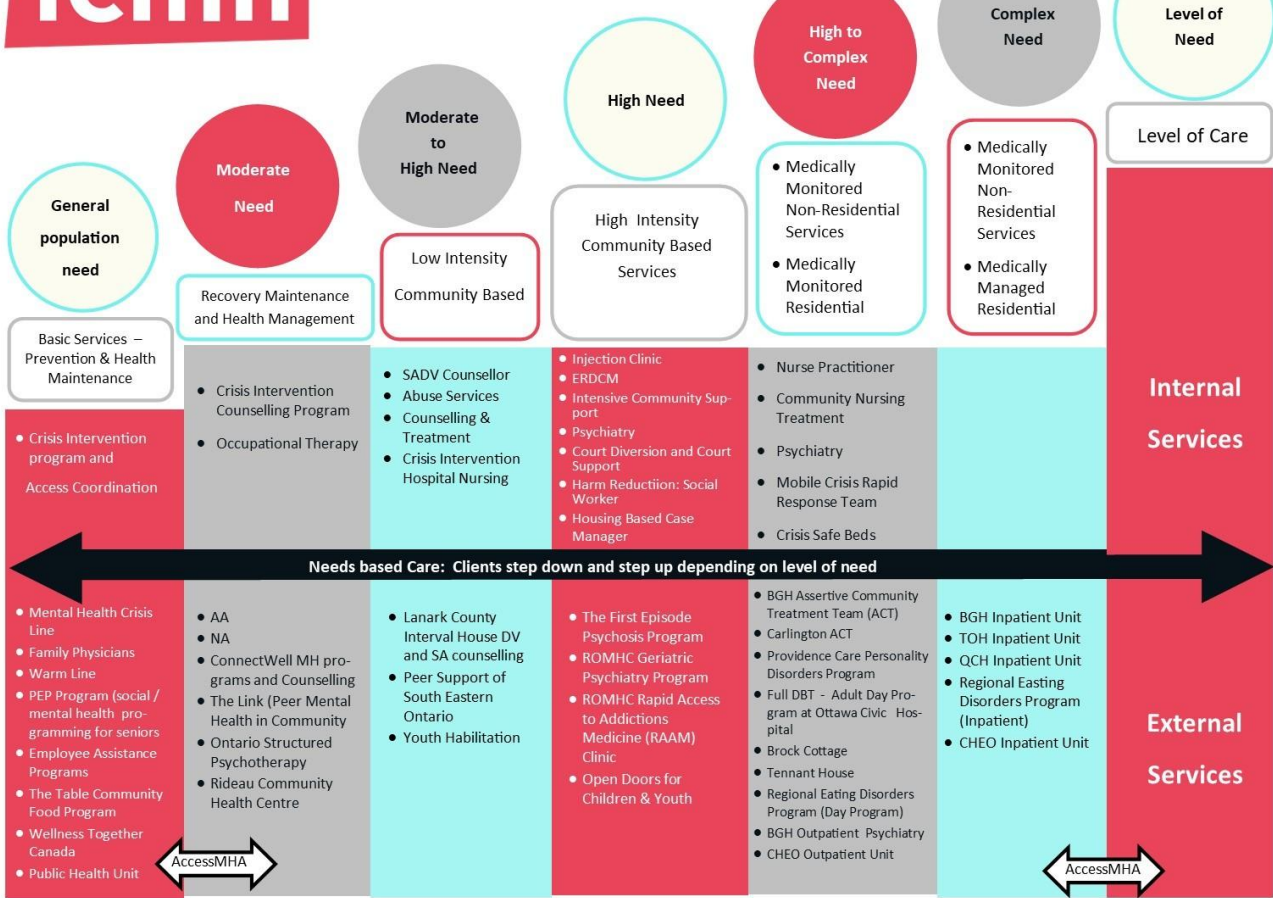 General
population
need
Basic Services –
Prevention & Health
Maintenance
• Crisis Intervention
program and
Access Coordination
Moderate
Need
Recovery Maintenance
and Health Management
• Crisis Intervention
Counselling Program
• Occupational Therapy
Moderate
to
High Need
Low Intensity
Community Based
• SADV Counsellor
• Abuse Services
• Counselling &
Treatment
• Crisis Intervention
Hospital Nursing
High Need
High Intensity
Community Based
Services
• Injection Clinic
• ERDCM
• Intensive Community Sup-
port
• Psychiatry
• Court Diversion and Court
Support
• Harm Reductiion: Social
Worker
• Housing Based Case
Manager
High to
Complex
Need
• Medically
Monitored
Non-Residential
Services
• Medically
Monitored
Residential
• Nurse Practitioner
• Community Nursing
Treatment
• Psychiatry
• Mobile Crisis Rapid
Response Team
• Crisis Safe Beds
Complex
Need
• Medically
Monitored
Non-
Residential
Services
• Medically
Managed
Residential
Level of
Need
Level of Care
Internal
Services
Needs based Care: Clients step down and step up depending on level of need
• Mental Health Crisis
Line
• Family Physicians
• Warm Line
• PEP Program (social /
mental health pro-
gramming for seniors
• Employee Assistance
Programs
• The Table Community
Food Program
• Wellness Together
Canada
• Public Health Unit
AccessMHA
• AA
• NA
• ConnectWell MH pro-
grams and Counselling
• The Link (Peer Mental
Health in Community
• Ontario Structured
Psychotherapy
• Rideau Community
Health Centre
• Lanark County
Interval House DV
and SA counselling
• Peer Support of
South Eastern
Ontario
• Youth Habilitation
• The First Episode
Psychosis Program
• ROMHC Geriatric
Psychiatry Program
• ROMHC Rapid Access
to Addictions
Medicine (RAAM)
Clinic
• Open Doors for
Children & Youth
• BGH Assertive Community
Treatment Team (ACT)
• Carlington ACT
• Providence Care Personality
Disorders Program
• Full DBT - Adult Day Pro-
gram at Ottawa Civic Hos-
pital
• Brock Cottage
• Tennant House
• Regional Eating Disorders
Program (Day Program)
• BGH Outpatient Psychiatry
• CHEO Outpatient Unit
• BGH Inpatient Unit
• TOH Inpatient Unit
• QCH Inpatient Unit
• Regional Easting
Disorders Program
(Inpatient)
• CHEO Inpatient Unit
External
Services
AccessMHA